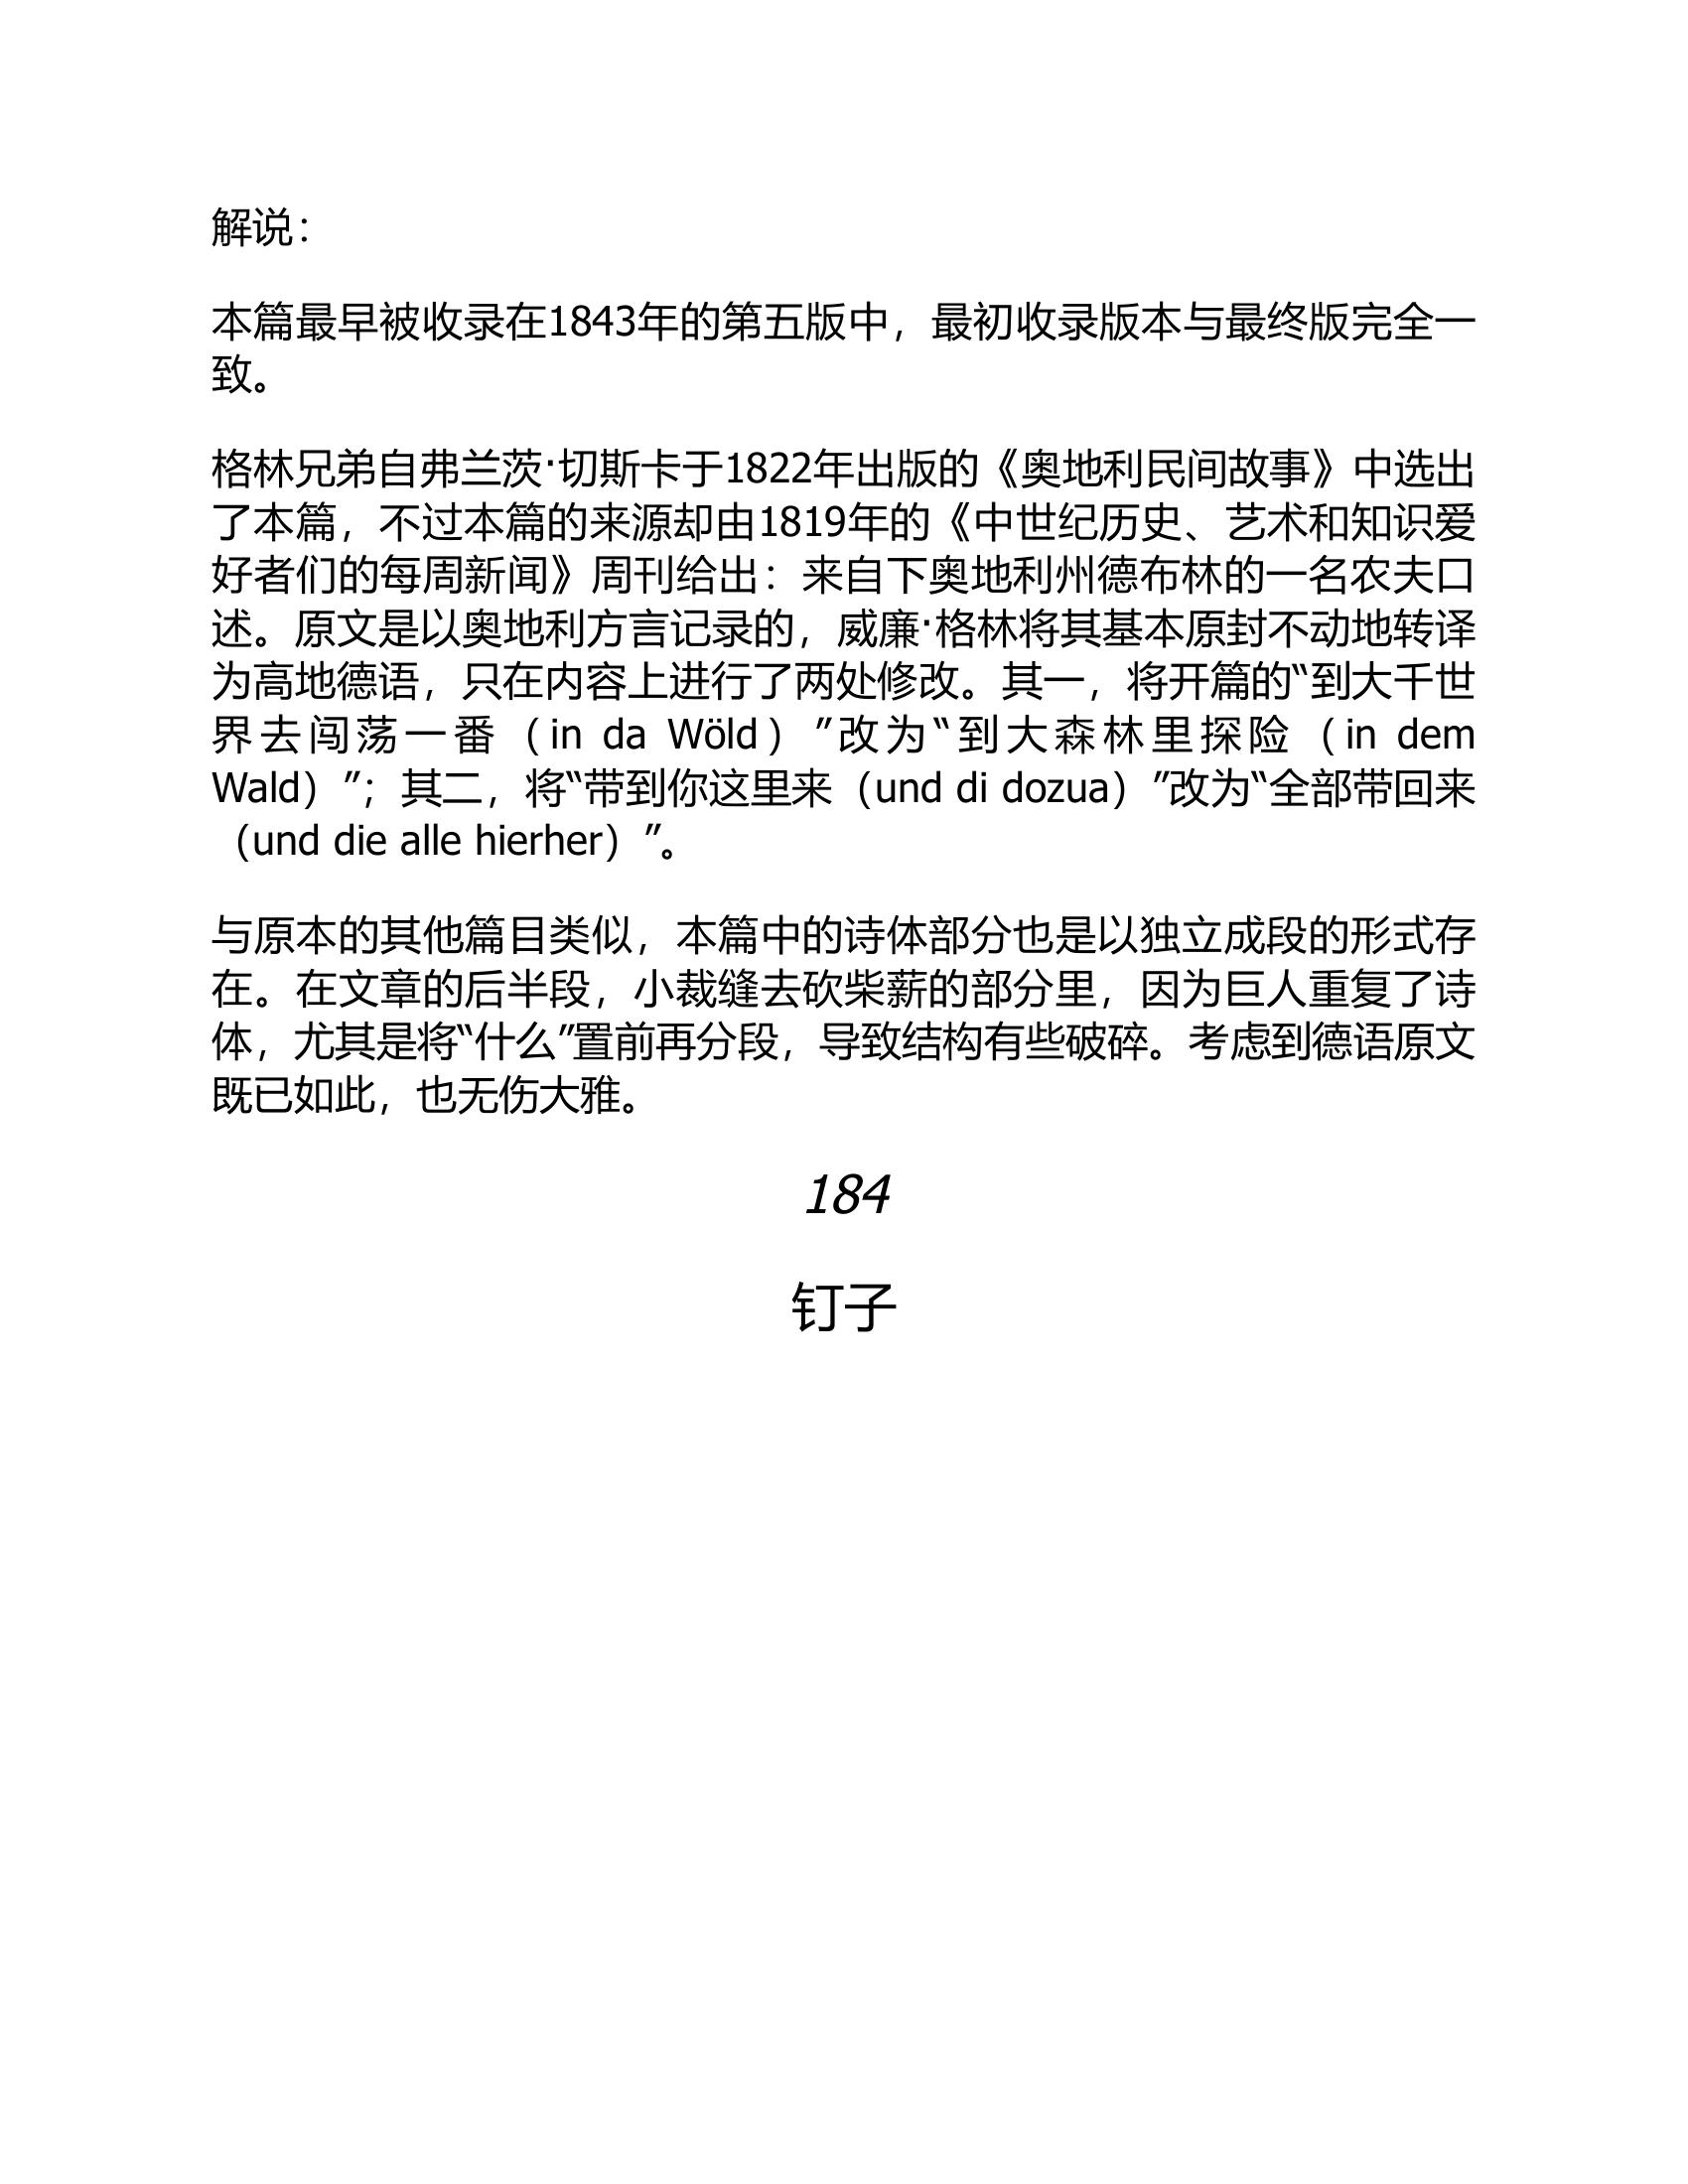 解说：
本篇最早被收录在1843年的第五版中，最初收录版本与最终版完全一
致。
格林兄弟自弗兰茨·切斯卡于1822年出版的《奥地利民间故事》中选出
了本篇，不过本篇的来源却由1819年的《中世纪历史、艺术和知识爱
好者们的每周新闻》周刊给出：来自下奥地利州德布林的一名农夫口
述。原文是以奥地利方言记录的，威廉·格林将其基本原封不动地转译
为高地德语，只在内容上进行了两处修改。其一，将开篇的“到大千世
界去闯荡一番（in da Wöld）”改为“到大森林里探险（in dem
Wald）”；其二，将“带到你这里来（und di dozua）”改为“全部带回来
（und die alle hierher）”。
与原本的其他篇目类似，本篇中的诗体部分也是以独立成段的形式存
在。在文章的后半段，小裁缝去砍柴薪的部分里，因为巨人重复了诗
体，尤其是将“什么”置前再分段，导致结构有些破碎。考虑到德语原文
既已如此，也无伤大雅。
184
钉子